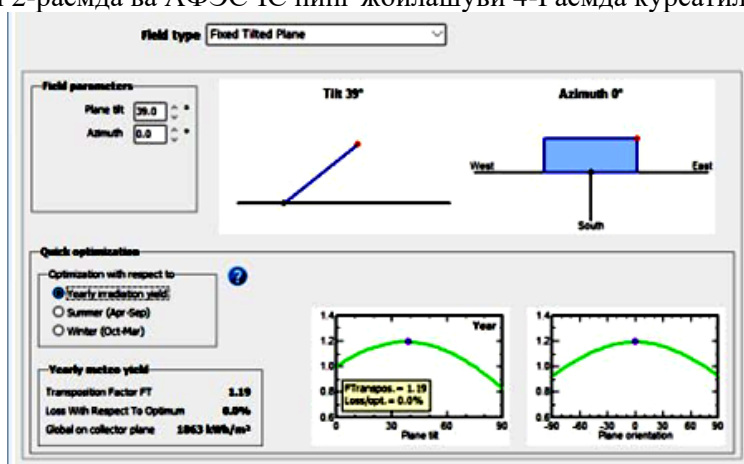 2-расмда ва АФЭС ІС нинг жойлашуви 4-Расмда
Field type Fixed Tilted Plane
Field parameters
Plane tilt 39.0 °
Azimuth 0.0 °
Tilt 39°
Azimuth 0°
West East
South
Quick optimization
Optimization with respect to
Yearly irradiation yield
Summer (Apr-Sep)
Winter (Oct-Mar)
?
Yearly meteo yield
Transposition Factor FT 1.19
Loss With Respect To Optimum 0.0%
Global on collector plane 1863 kWh/m²
Year
1.4
1.2
1.0
0.8
0.6
FTranspos. = 1.19
Loss/opt. = 0.0%
0 30 60 90
Plane tilt
1.4
1.2
1.0
0.8
0.6
-90 -60 -30 0 30 60 90
Plane orientation